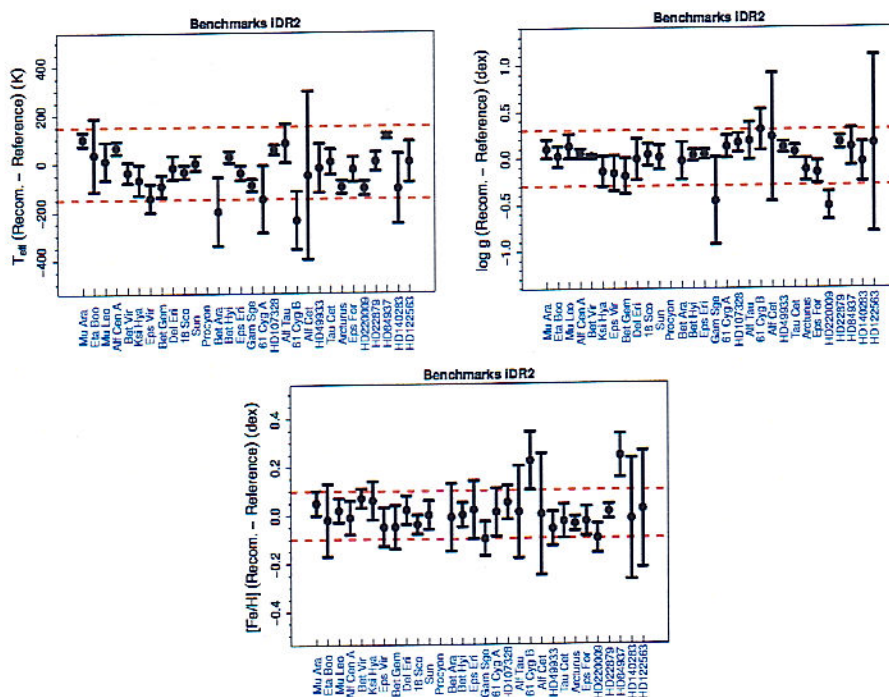 Benchmarks iDR2
Teff (Recom. – Reference) (K)
400
200
0
−200
−400
Mu Ara
Eta Boo
Mu Leo
Alf Cen A
Bet Vir
Ksi Hya
Eps Vir
Bet Gem
Del Eri
18 Sco
Sun
Procyon
Bet Ara
Bet Hyi
Eps Eri
Gam Sge
61 Cyg A
HD107328
Alf Tau
61 Cyg B
Alf Cet
HD49933
Tau Cet
Arcturus
Eps For
HD220009
HD22879
HD84937
HD140283
HD122563
Benchmarks iDR2
log g (Recom. – Reference) (dex)
1.0
0.5
0.0
−0.5
−1.0
Mu Ara
Eta Boo
Mu Leo
Alf Cen A
Bet Vir
Ksi Hya
Eps Vir
Bet Gem
Del Eri
18 Sco
Sun
Procyon
Bet Ara
Bet Hyi
Eps Eri
Gam Sge
61 Cyg A
HD107328
Alf Tau
61 Cyg B
Alf Cet
HD49933
Tau Cet
Arcturus
Eps For
HD220009
HD22879
HD84937
HD140283
HD122563
Benchmarks iDR2
[Fe/H] (Recom. – Reference) (dex)
0.4
0.2
0.0
−0.2
−0.4
Mu Ara
Eta Boo
Mu Leo
Alf Cen A
Bet Vir
Ksi Hya
Eps Vir
Bet Gem
Del Eri
18 Sco
Sun
Procyon
Bet Ara
Bet Hyi
Eps Eri
Gam Sge
61 Cyg A
HD107328
Alf Tau
61 Cyg B
Alf Cet
HD49933
Tau Cet
Arcturus
Eps For
HD220009
HD22879
HD84937
HD140283
HD122563